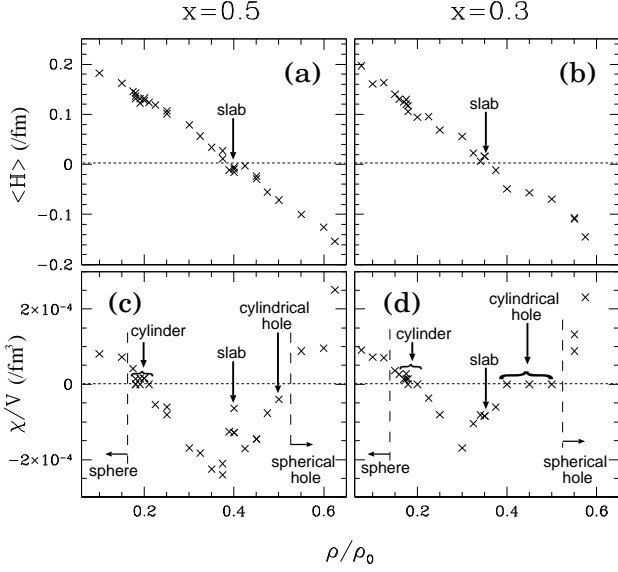 x=0.5 x=0.3
<H> (/fm)
0.2
0.1
0
-0.1
-0.2
(a)
slab
(b)
slab
χ/V (/fm³)
2×10⁻⁴
0
-2×10⁻⁴
(c)
cylinder
slab
cylindrical
hole
sphere
spherical
hole
(d)
cylinder
slab
cylindrical
hole
sphere
spherical
hole
0.2 0.4 0.6 0.2 0.4 0.6
ρ/ρ₀ ρ/ρ₀